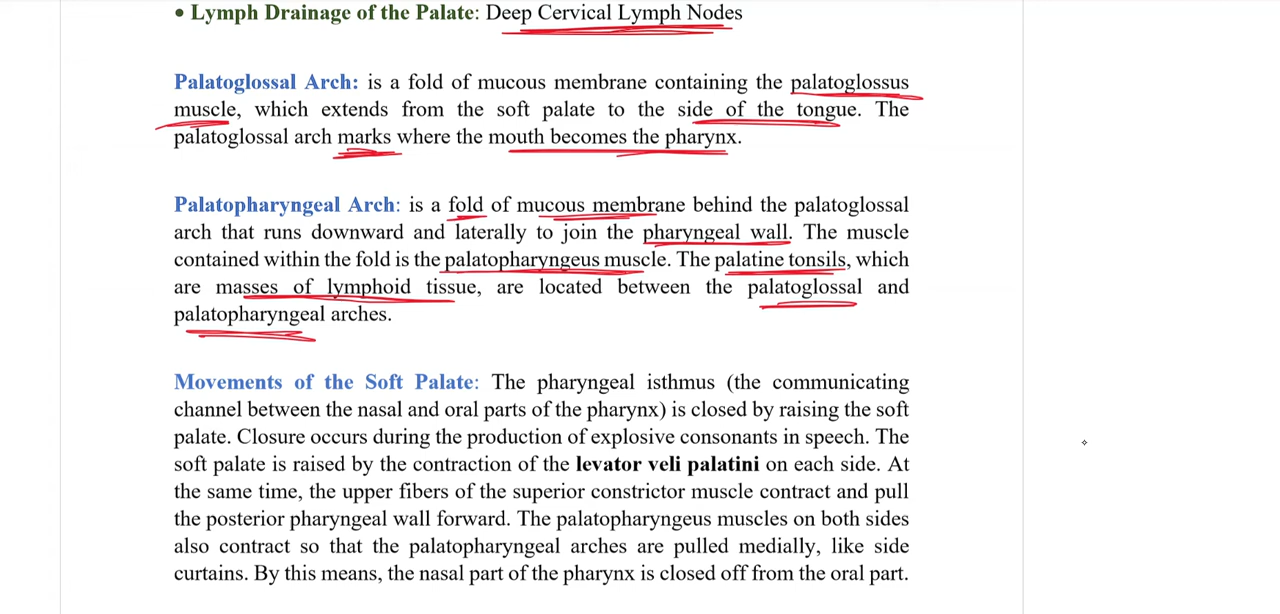 • Lymph Drainage of the Palate: Deep Cervical Lymph Nodes
Palatoglossal Arch: is a fold of mucous membrane containing the palatoglossus
muscle, which extends from the soft palate to the side of the tongue. The
palatoglossal arch marks where the mouth becomes the pharynx.
Palatopharyngeal Arch: is a fold of mucous membrane behind the palatoglossal
arch that runs downward and laterally to join the pharyngeal wall. The muscle
contained within the fold is the palatopharyngeus muscle. The palatine tonsils, which
are masses of lymphoid tissue, are located between the palatoglossal and
palatopharyngeal arches.
Movements of the Soft Palate: The pharyngeal isthmus (the communicating
channel between the nasal and oral parts of the pharynx) is closed by raising the soft
palate. Closure occurs during the production of explosive consonants in speech. The
soft palate is raised by the contraction of the levator veli palatini on each side. At
the same time, the upper fibers of the superior constrictor muscle contract and pull
the posterior pharyngeal wall forward. The palatopharyngeus muscles on both sides
also contract so that the palatopharyngeal arches are pulled medially, like side
curtains. By this means, the nasal part of the pharynx is closed off from the oral part.